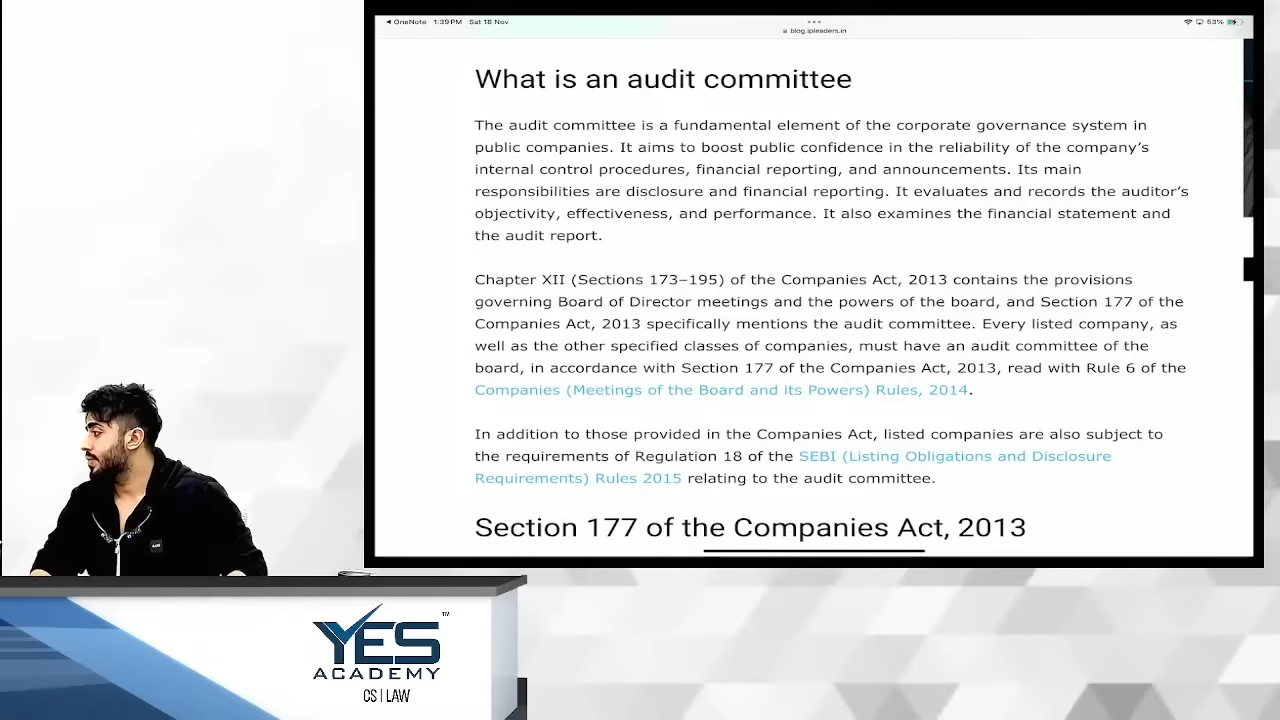 OneNote 1:39 PM Sat 18 Nov
53%
blog.ipleaders.in
What is an audit committee
The audit committee is a fundamental element of the corporate governance system in
public companies. It aims to boost public confidence in the reliability of the company's
internal control procedures, financial reporting, and announcements. Its main
responsibilities are disclosure and financial reporting. It evaluates and records the auditor's
objectivity, effectiveness, and performance. It also examines the financial statement and
the audit report.
Chapter XII (Sections 173–195) of the Companies Act, 2013 contains the provisions
governing Board of Director meetings and the powers of the board, and Section 177 of the
Companies Act, 2013 specifically mentions the audit committee. Every listed company, as
well as the other specified classes of companies, must have an audit committee of the
board, in accordance with Section 177 of the Companies Act, 2013, read with Rule 6 of the
Companies (Meetings of the Board and its Powers) Rules, 2014.
In addition to those provided in the Companies Act, listed companies are also subject to
the requirements of Regulation 18 of the SEBI (Listing Obligations and Disclosure
Requirements) Rules 2015 relating to the audit committee.
Section 177 of the Companies Act, 2013
YES TM
ACADEMY
CS | LAW